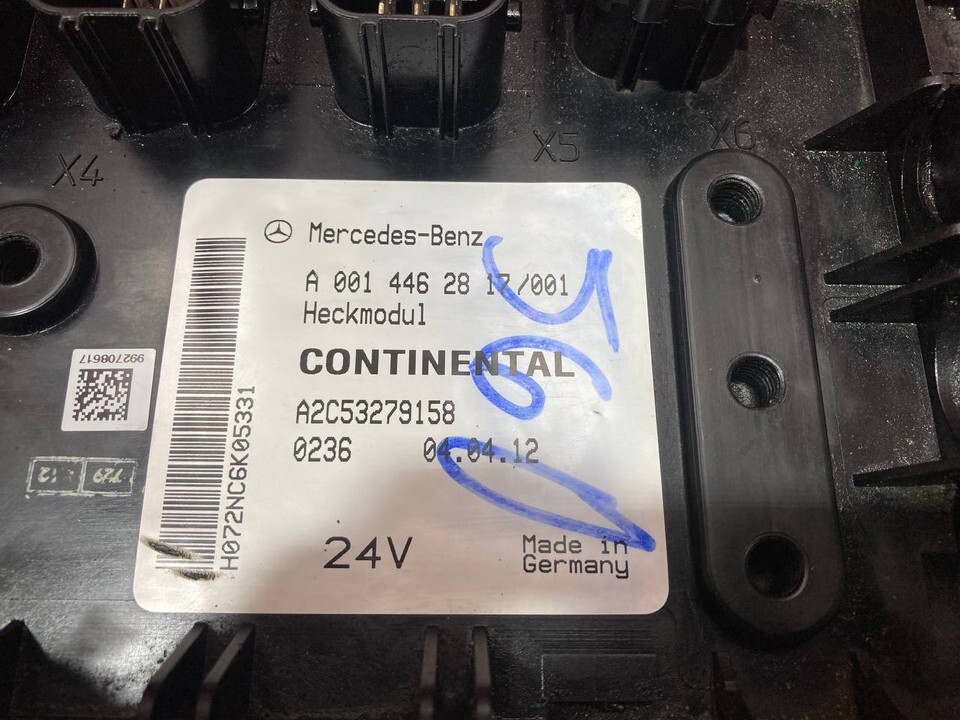 X4
X5
X6
Mercedes-Benz
A 001 446 28 17/001
Heckmodul
CONTINENTAL
A2C53279158
0236 04.04.12
24V
Made in
Germany
H072NC6K05331
992708617